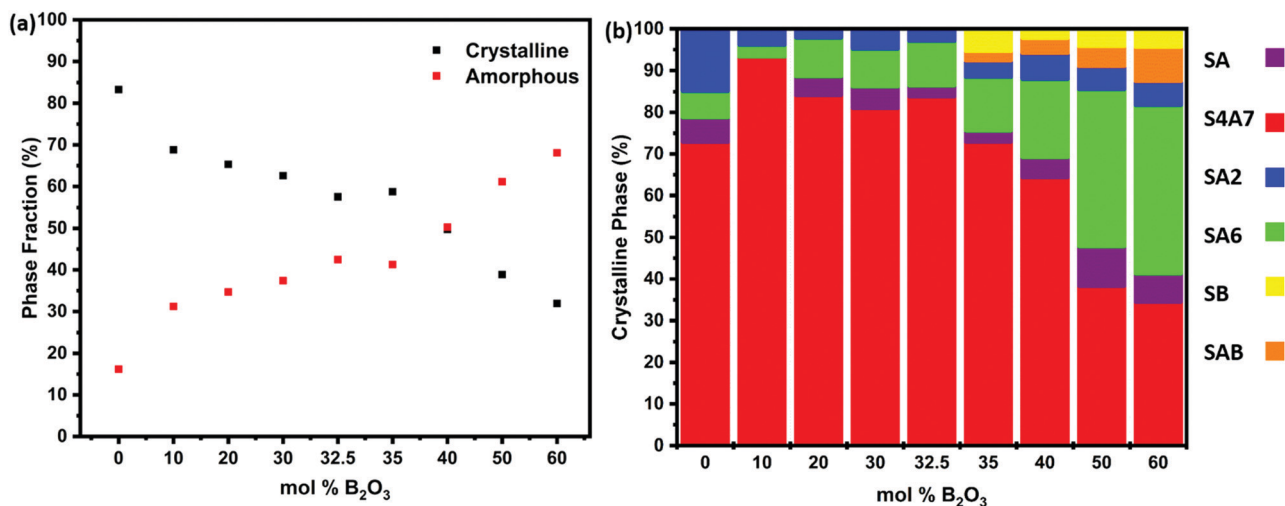 (a)
100
90
80
70
60
50
40
30
20
10
0
Phase Fraction (%)
Crystalline
Amorphous
0 10 20 30 32.5 35 40 50 60
mol % B₂O₃
(b)
100
90
80
70
60
50
40
30
20
10
0
Crystalline Phase (%)
0 10 20 30 32.5 35 40 50 60
mol % B₂O₃
SA
S4A7
SA2
SA6
SB
SAB